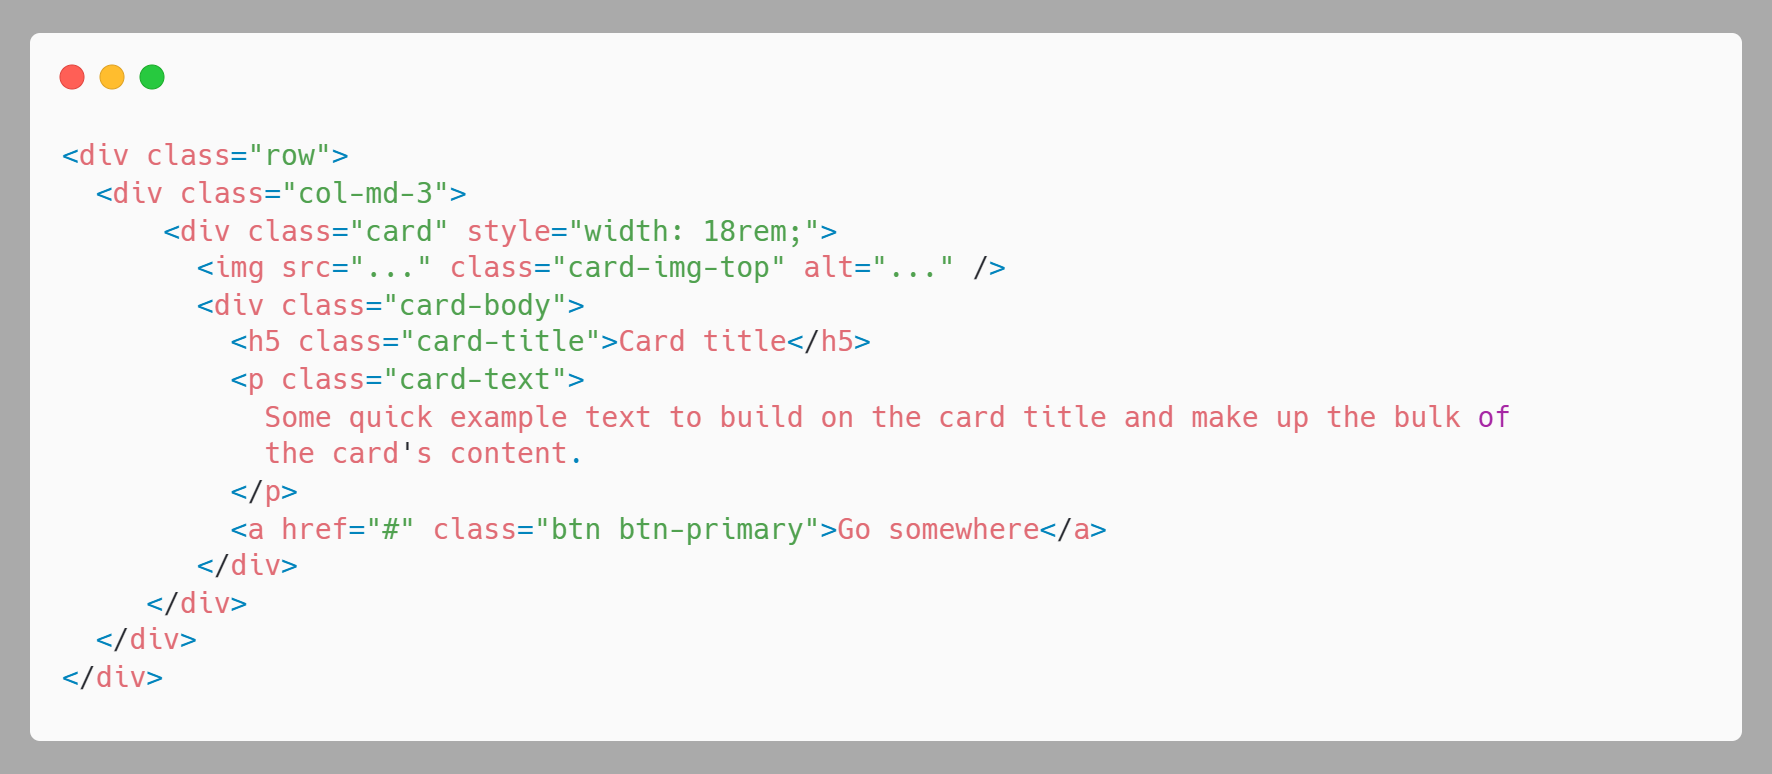 <div class="row">
  <div class="col-md-3">
      <div class="card" style="width: 18rem;">
        <img src="..." class="card-img-top" alt="..." />
        <div class="card-body">
          <h5 class="card-title">Card title</h5>
          <p class="card-text">
            Some quick example text to build on the card title and make up the bulk of
            the card's content.
          </p>
          <a href="#" class="btn btn-primary">Go somewhere</a>
        </div>
     </div>
  </div>
</div>